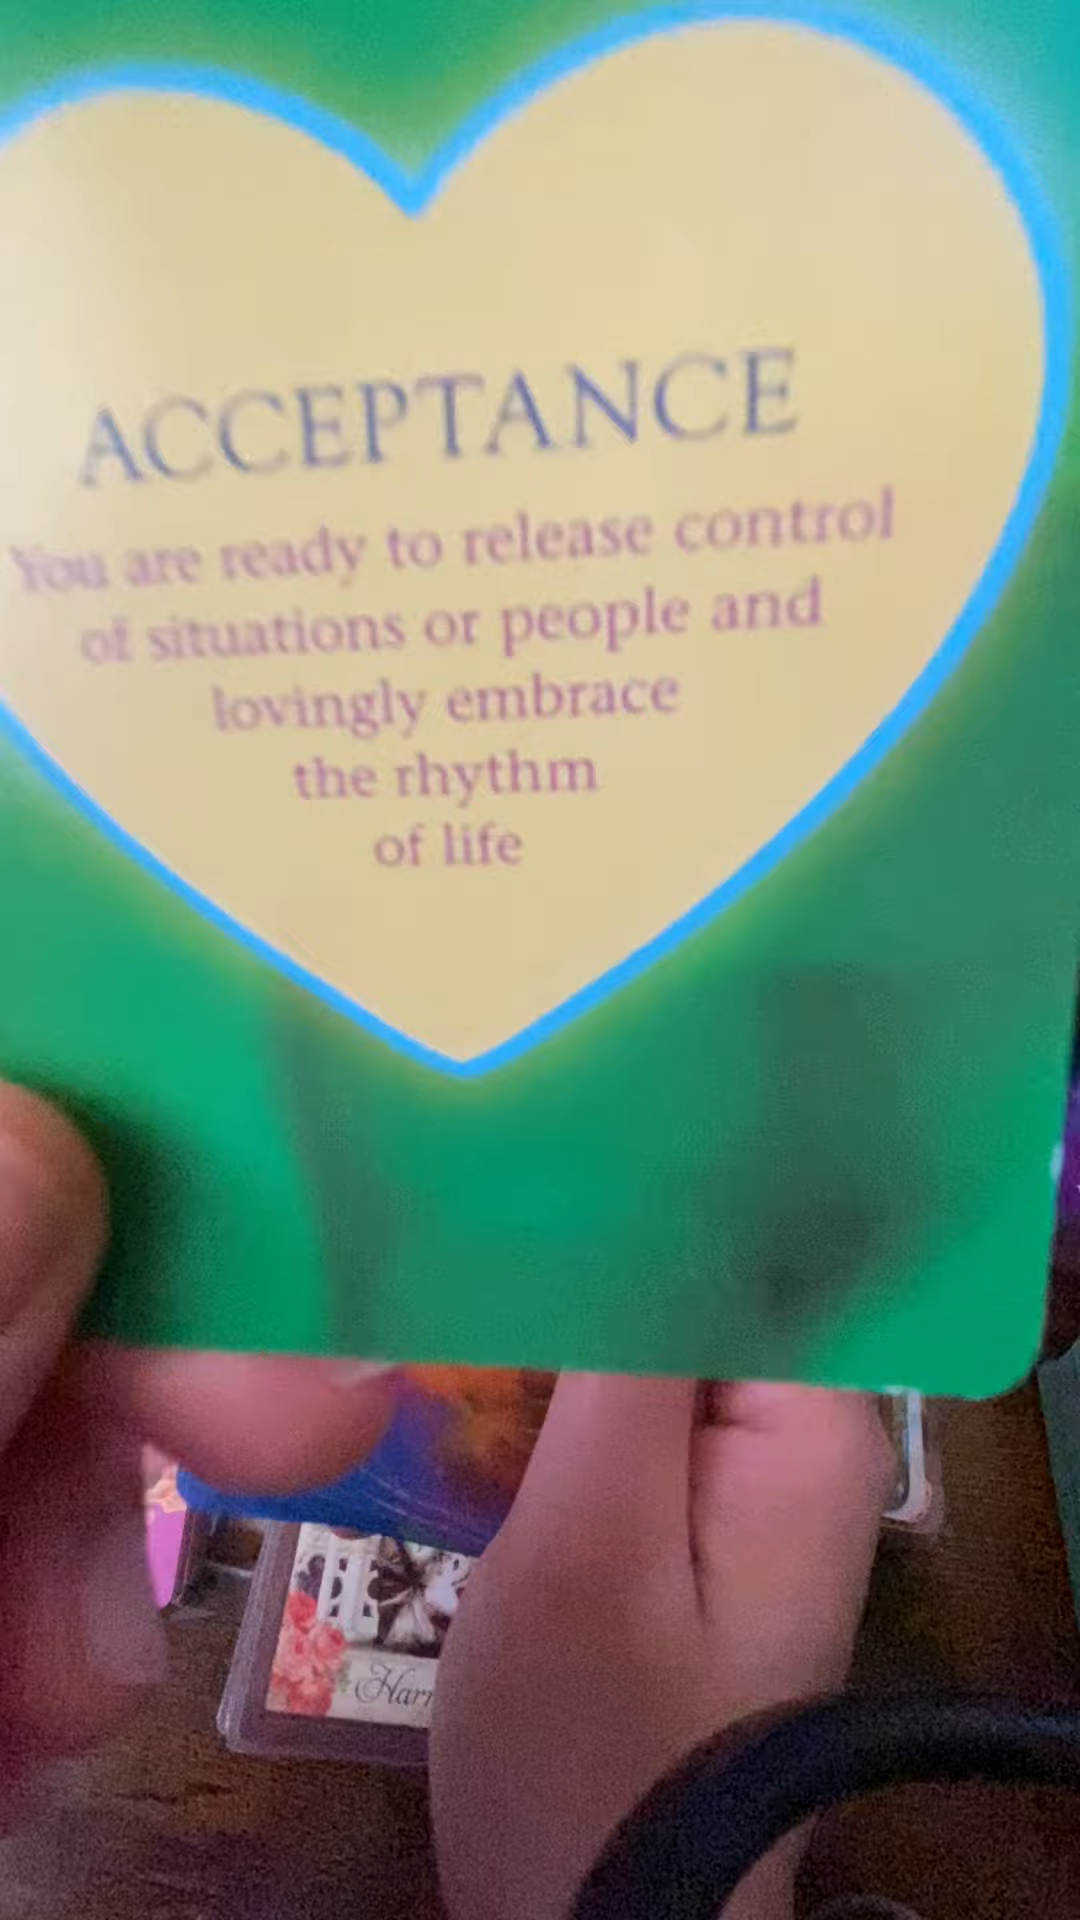 ACCEPTANCE
You are ready to release control
of situations or people and
lovingly embrace
the rhythm
of life